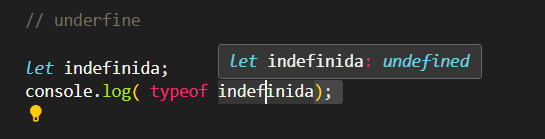 // underfine
let indefinida: undefined
let indefinida;
console.log( typeof indefinida);